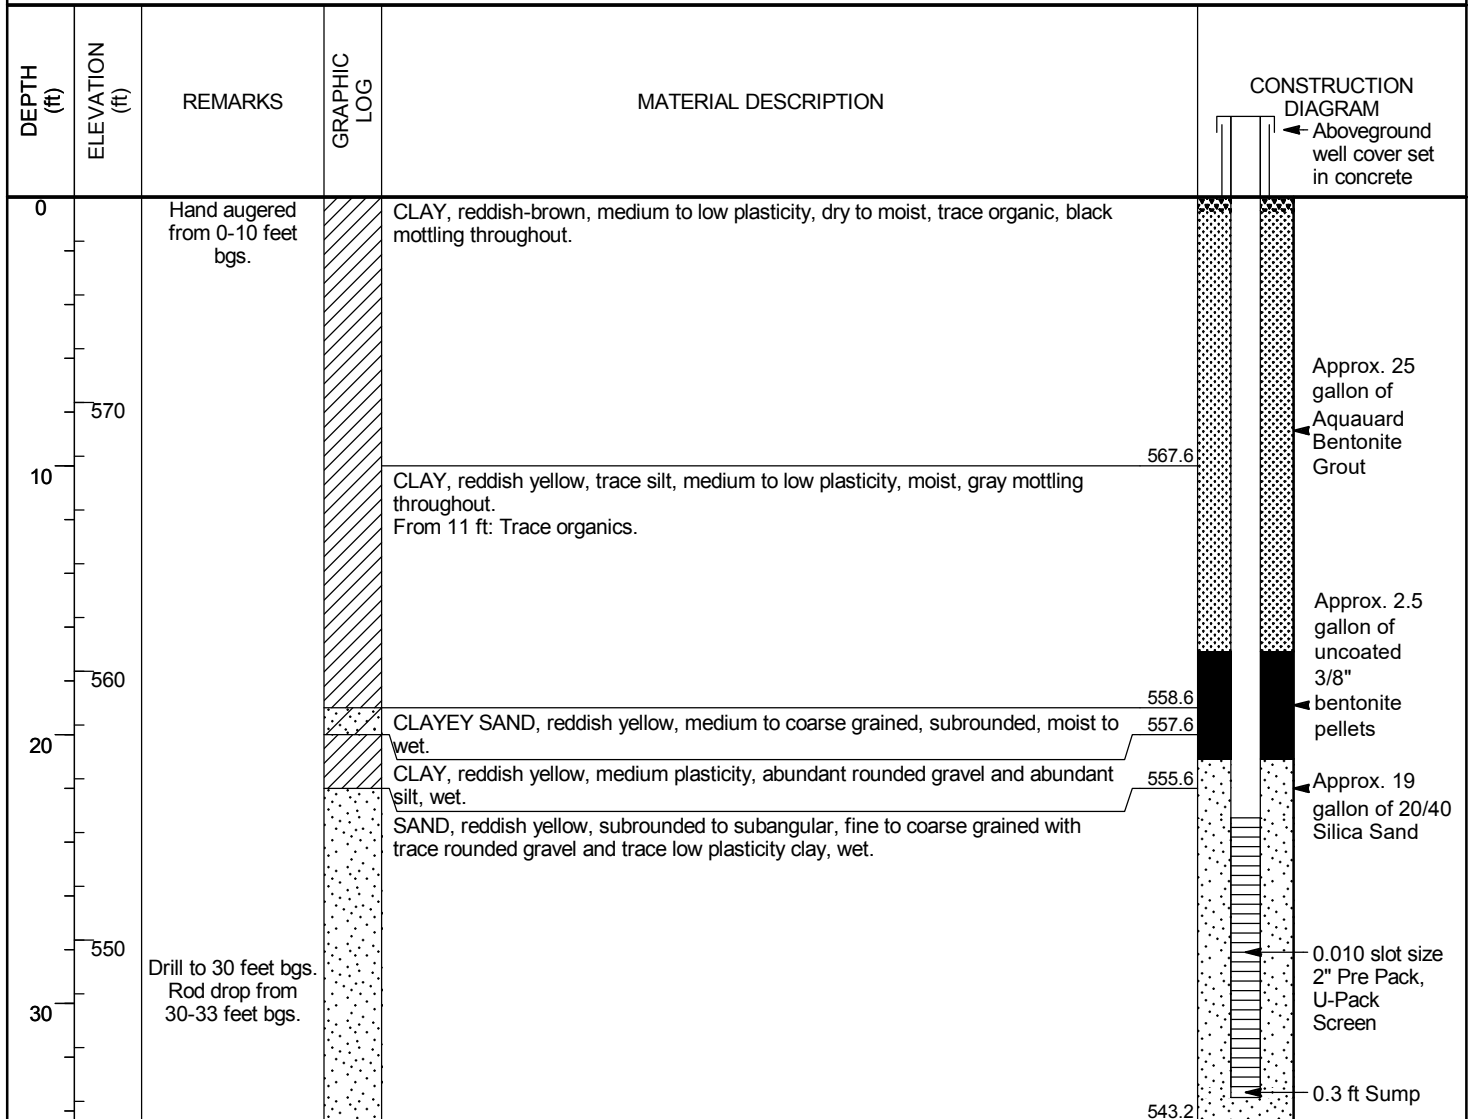 DEPTH
(ft)
ELEVATION
(ft)
REMARKS
GRAPHIC
LOG
MATERIAL DESCRIPTION
CONSTRUCTION
DIAGRAM
Aboveground
well cover set
in concrete
0
Hand augered
from 0-10 feet
bgs.
CLAY, reddish-brown, medium to low plasticity, dry to moist, trace organic, black
mottling throughout.
570
Approx. 25
gallon of
Aquauard
Bentonite
Grout
567.6
10
CLAY, reddish yellow, trace silt, medium to low plasticity, moist, gray mottling
throughout.
From 11 ft: Trace organics.
Approx. 2.5
gallon of
uncoated
3/8"
bentonite
pellets
560
558.6
CLAYEY SAND, reddish yellow, medium to coarse grained, subrounded, moist to
wet.
557.6
20
CLAY, reddish yellow, medium plasticity, abundant rounded gravel and abundant
silt, wet.
555.6
Approx. 19
gallon of 20/40
Silica Sand
SAND, reddish yellow, subrounded to subangular, fine to coarse grained with
trace rounded gravel and trace low plasticity clay, wet.
550
Drill to 30 feet bgs.
Rod drop from
30-33 feet bgs.
0.010 slot size
2" Pre Pack,
U-Pack
Screen
30
0.3 ft Sump
543.2